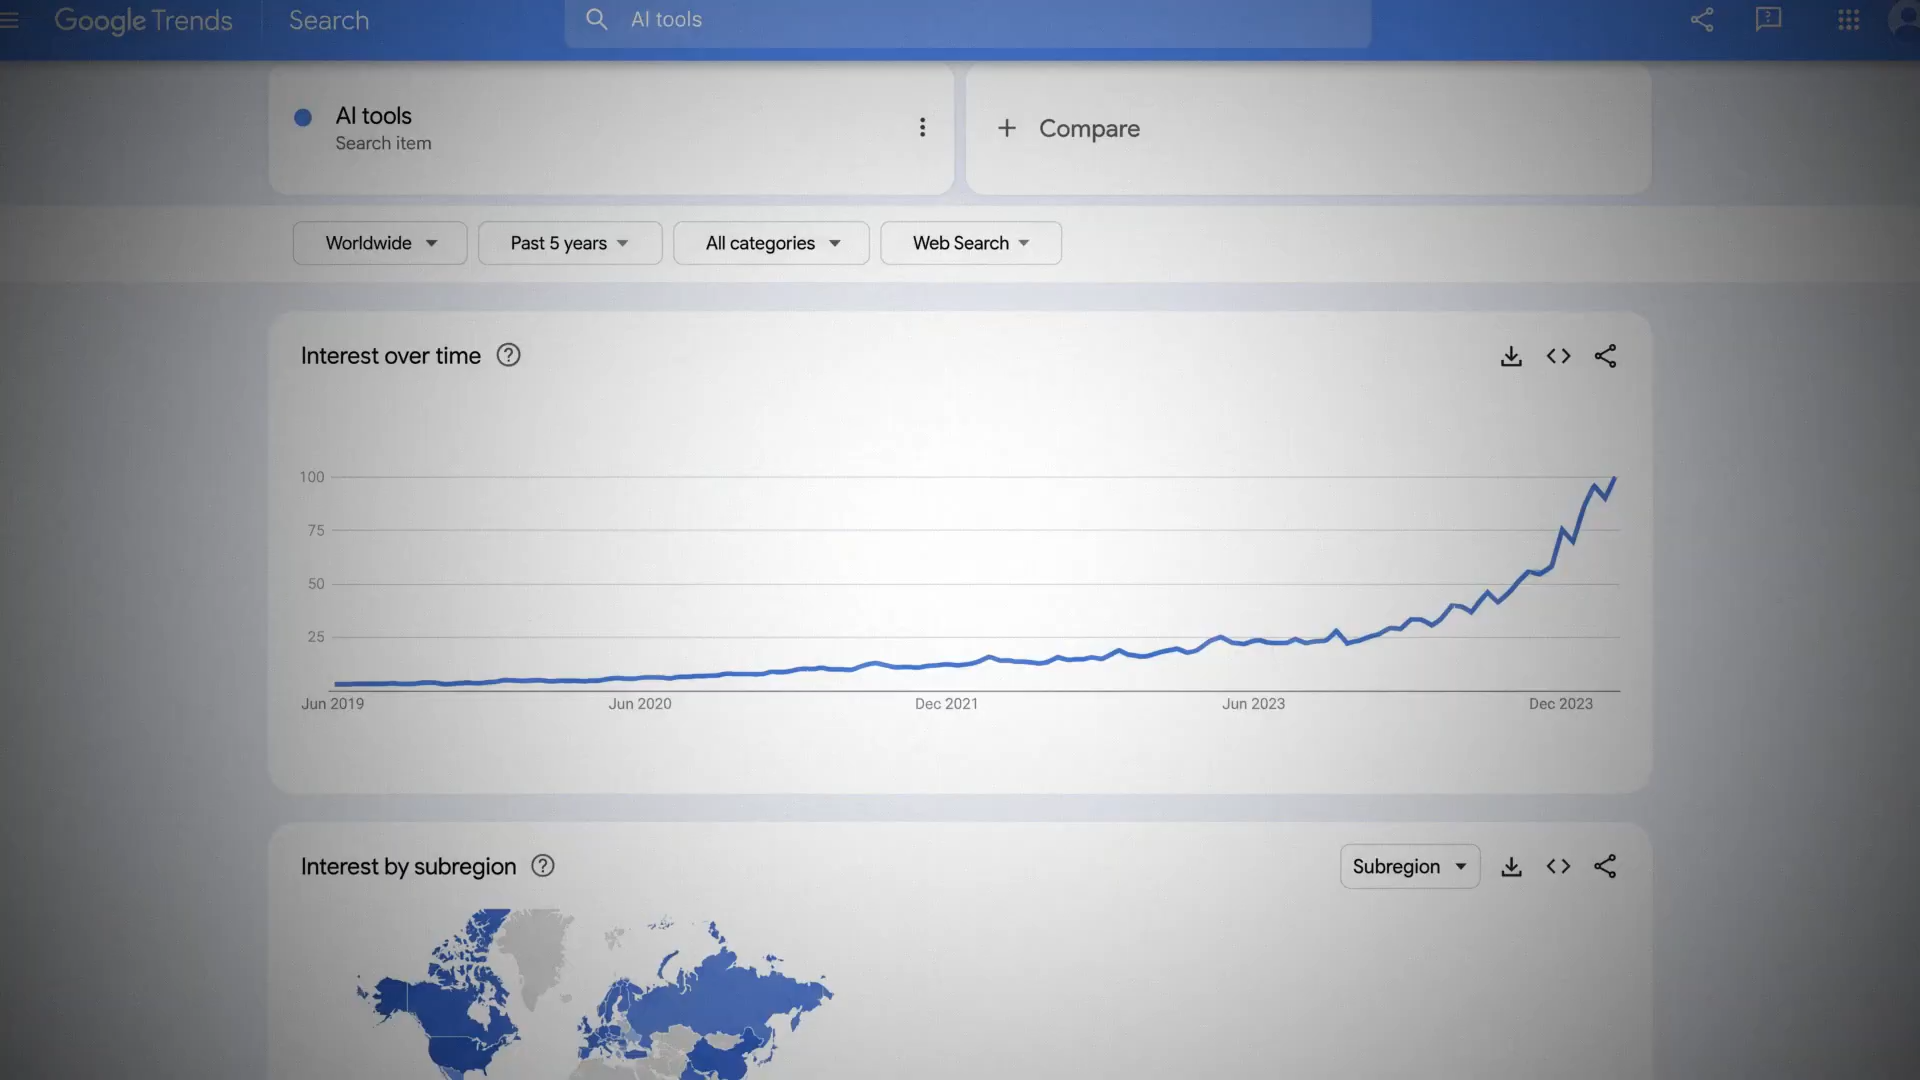 Google Trends
Search
AI tools
AI tools
Search item
+ Compare
Worldwide
Past 5 years
All categories
Web Search
Interest over time
100
75
50
25
Jun 2019
Jun 2020
Dec 2021
Jun 2023
Dec 2023
Interest by subregion
Subregion